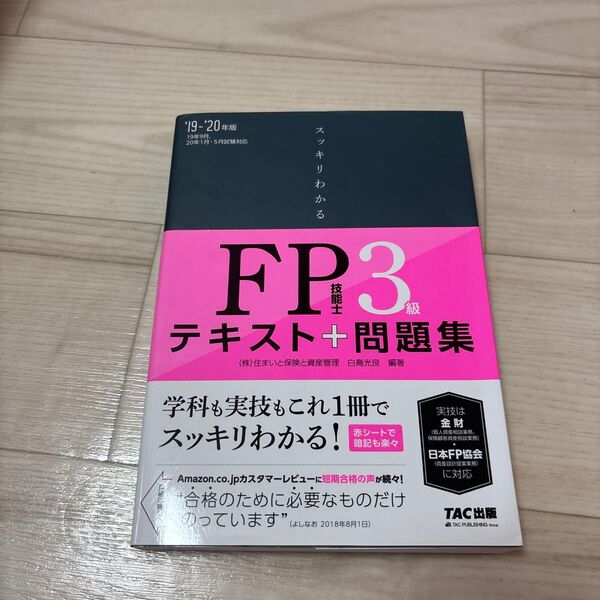 '19-'20年版
19年9月、
20年1月・5月試験対応
スッキリわかる
FP技能士3級
テキスト+問題集
(株)住まいと保険と資産管理 白鳥光良 編著
学科も実技もこれ1冊で
スッキリわかる!
赤シートで
暗記も楽々
実技は
金財
(個人資産相談業務、
保険顧客資産相談業務)
日本FP協会
(資産設計提案業務)
に対応
Amazon.co.jpカスタマーレビューに短期合格の声が続々!
"合格のために必要なものだけ
のっています"
(よしなお 2018年8月1日)
TAC出版
TAC PUBLISHING Group